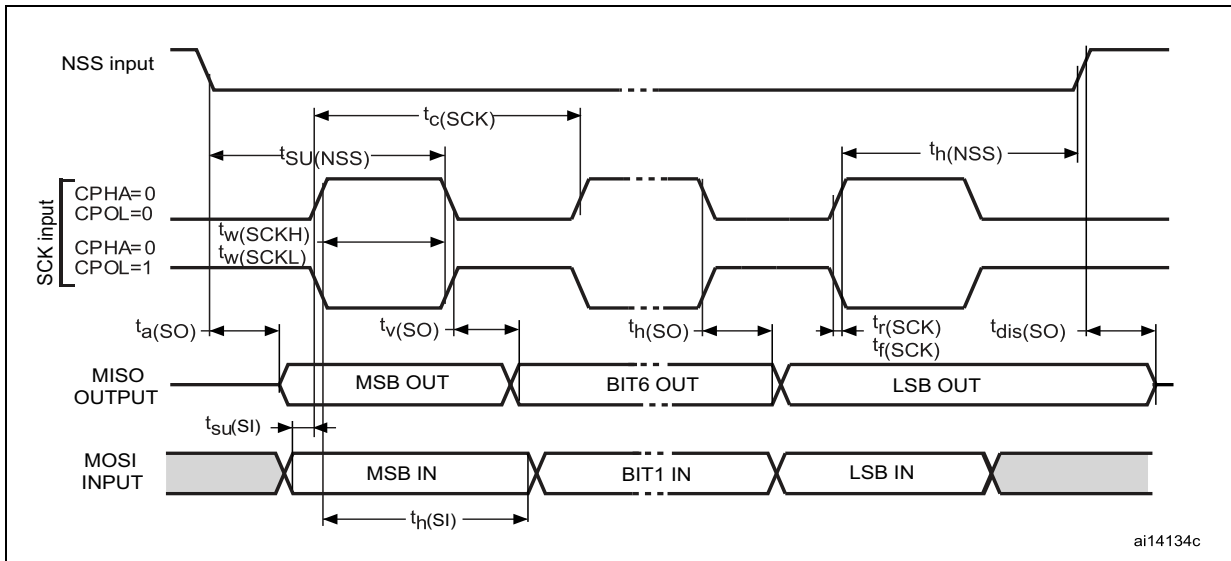 NSS input
tc(SCK)
tSU(NSS)
th(NSS)
SCK input
CPHA=0
CPOL=0
tw(SCKH)
CPHA=0
tw(SCKL)
CPOL=1
ta(SO)
tv(SO)
th(SO)
tr(SCK)
tf(SCK)
tdis(SO)
MISO
OUTPUT
MSB OUT
BIT6 OUT
LSB OUT
tsu(SI)
MOSI
INPUT
MSB IN
BIT1 IN
LSB IN
th(SI)
ai14134c